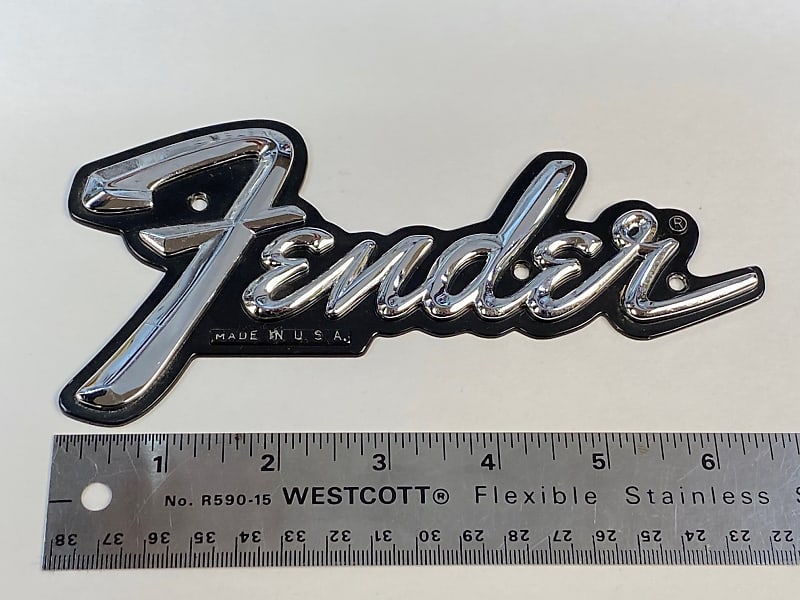 Fender®
MADE IN U.S.A.
1 2 3 4 5 6
No. R590-15 WESTCOTT® Flexible Stainless S
38 37 36 35 34 33 32 31 30 29 28 27 26 25 24 23 22